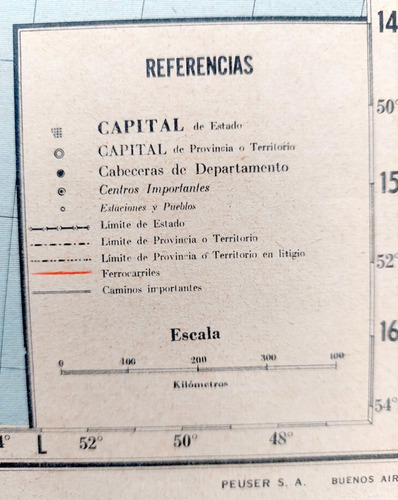 14
REFERENCIAS
CAPITAL de Estado
CAPITAL de Provincia o Territorio
Cabeceras de Departamento
Centros Importantes
Estaciones y Pueblos
Límite de Estado
Límite de Provincia o Territorio
Límite de Provincia o Territorio en litigio
Ferrocarriles
Caminos importantes
Escala
0 100 200 300 400
Kilómetros
50°
15
52°
16
54°
4° L 52° 50° 48°
PEUSER S. A. BUENOS AIR